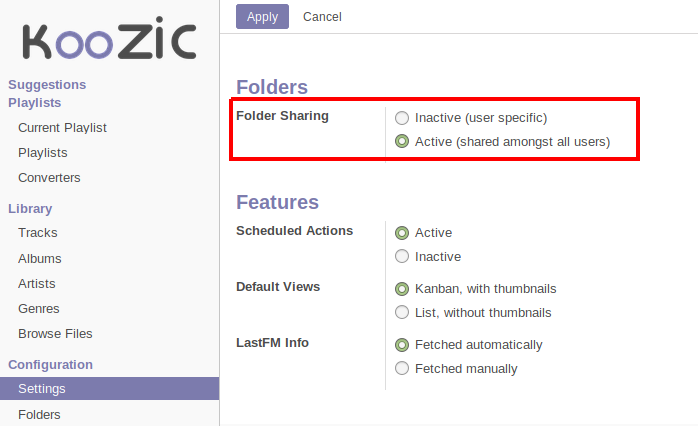 KOOZIC
Suggestions
Playlists
Current Playlist
Playlists
Converters
Library
Tracks
Albums
Artists
Genres
Browse Files
Configuration
Settings
Folders
Apply Cancel
Folders
Folder Sharing
Inactive (user specific)
Active (shared amongst all users)
Features
Scheduled Actions
Active
Inactive
Default Views
Kanban, with thumbnails
List, without thumbnails
LastFM Info
Fetched automatically
Fetched manually